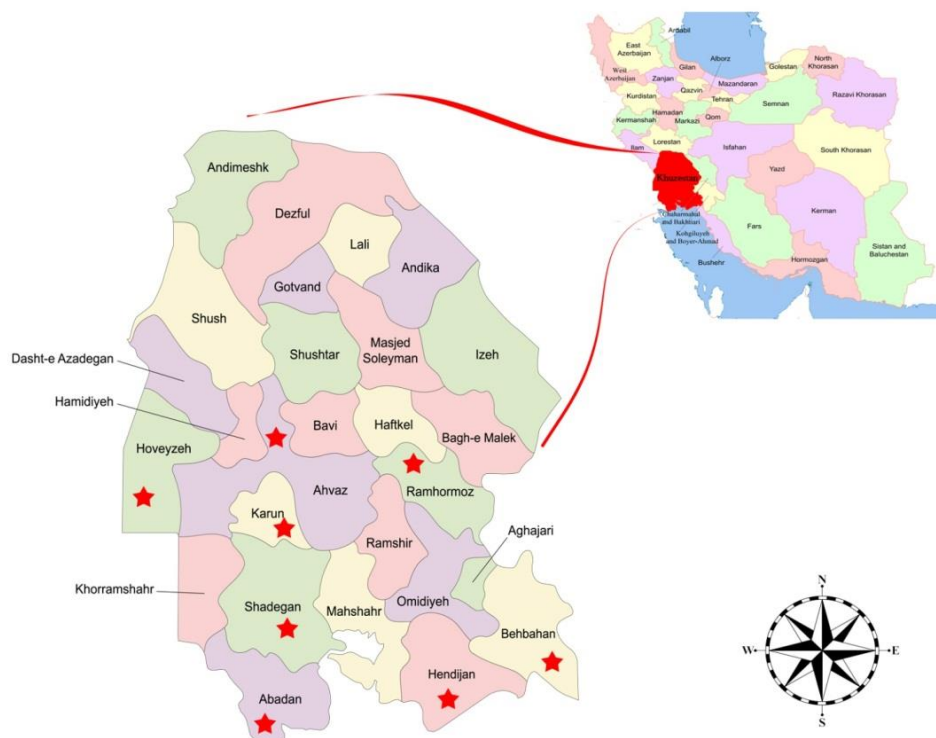 Ardabil
East
Azerbaijan
West
Azerbaijan
Gilan
Alborz
Golestan
North
Khorasan
Zanjan
Mazandaran
Kurdistan
Qazvin
Tehran
Semnan
Razavi Khorasan
Hamadan
Kermanshah
Markazi
Qom
Lorestan
Ilam
Isfahan
South Khorasan
Khuzestan
Yazd
Chaharmahal
and Bakhtiari
Kohgiluyeh
and Boyer-Ahmad
Fars
Kerman
Bushehr
Hormozgan
Sistan and
Baluchestan
Andimeshk
Dezful
Lali
Andika
Gotvand
Shush
Shushtar
Masjed
Soleyman
Izeh
Dasht-e Azadegan
Hamidiyeh
Bavi
Haftkel
Bagh-e Malek
Hoveyzeh
Ahvaz
Ramhormoz
Karun
Ramshir
Aghajari
Khorramshahr
Shadegan
Mahshahr
Omidiyeh
Behbahan
Hendijan
Abadan
N
W
E
S